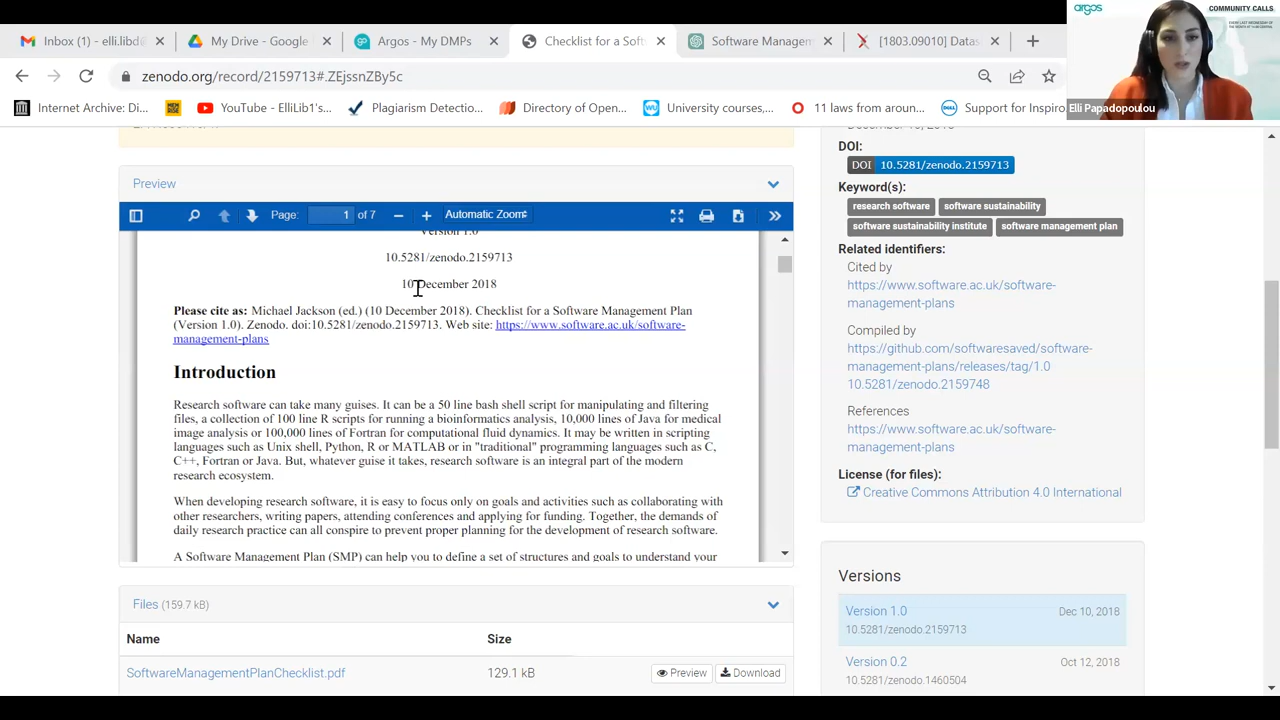 Inbox (1) - elli.libd
My Drive - Google
Argos - My DMPs
Checklist for a Soft
Software Managem
[1803.09010] Datas
argos
COMMUNITY CALLS
zenodo.org/record/2159713#.ZEjssnZBy5c
Elli Papadopoulou
Internet Archive: Di...
YouTube - ElliLib1's...
Plagiarism Detectio...
Directory of Open...
University courses,...
11 laws from aroun...
Support for Inspiro
Preview
Page: 1 of 7
Automatic Zoom
Version 1.0
10.5281/zenodo.2159713
10 December 2018
Please cite as: Michael Jackson (ed.) (10 December 2018). Checklist for a Software Management Plan
(Version 1.0). Zenodo. doi:10.5281/zenodo.2159713. Web site: https://www.software.ac.uk/software-
management-plans
Introduction
Research software can take many guises. It can be a 50 line bash shell script for manipulating and filtering
files, a collection of 100 line R scripts for running a bioinformatics analysis, 10,000 lines of Java for medical
image analysis or 100,000 lines of Fortran for computational fluid dynamics. It may be written in scripting
languages such as Unix shell, Python, R or MATLAB or in "traditional" programming languages such as C,
C++, Fortran or Java. But, whatever guise it takes, research software is an integral part of the modern
research ecosystem.
When developing research software, it is easy to focus only on goals and activities such as collaborating with
other researchers, writing papers, attending conferences and applying for funding. Together, the demands of
daily research practice can all conspire to prevent proper planning for the development of research software.
A Software Management Plan (SMP) can help you to define a set of structures and goals to understand your
Files (159.7 kB)
Name Size
SoftwareManagementPlanChecklist.pdf 129.1 kB Preview Download
DOI:
DOI 10.5281/zenodo.2159713
Keyword(s):
research software software sustainability
software sustainability institute software management plan
Related identifiers:
Cited by
https://www.software.ac.uk/software-
management-plans
Compiled by
https://github.com/softwaresaved/software-
management-plans/releases/tag/1.0
10.5281/zenodo.2159748
References
https://www.software.ac.uk/software-
management-plans
License (for files):
Creative Commons Attribution 4.0 International
Versions
Version 1.0 Dec 10, 2018
10.5281/zenodo.2159713
Version 0.2 Oct 12, 2018
10.5281/zenodo.1460504